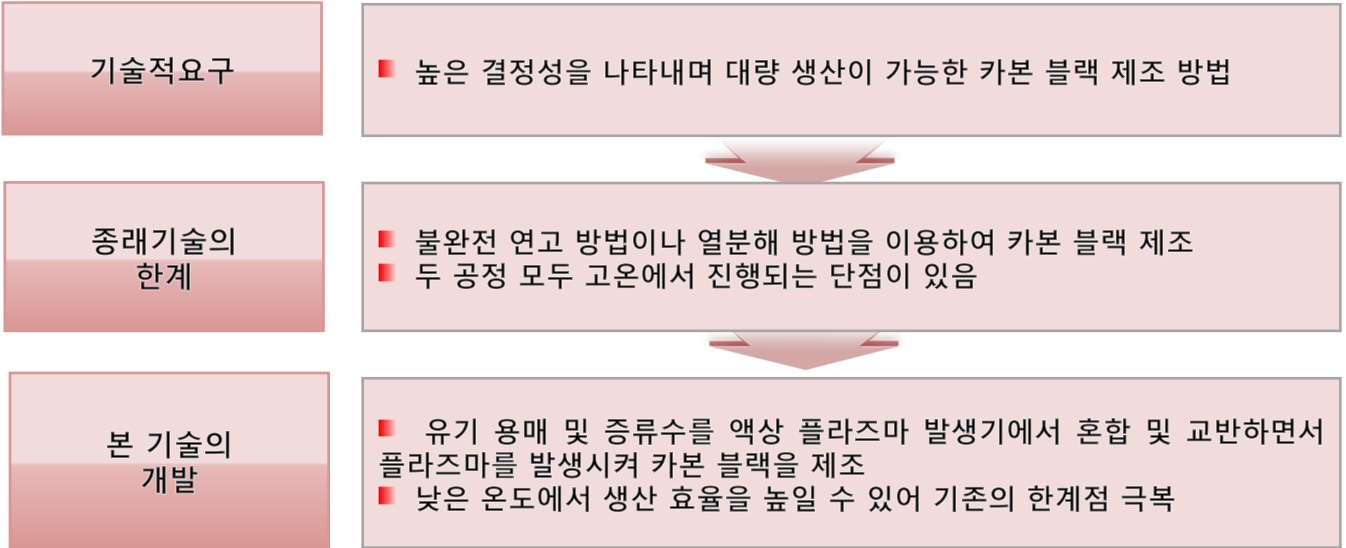 기술적요구
높은 결정성을 나타내며 대량 생산이 가능한 카본 블랙 제조 방법
종래기술의
한계
불완전 연고 방법이나 열분해 방법을 이용하여 카본 블랙 제조
두 공정 모두 고온에서 진행되는 단점이 있음
본 기술의
개발
유기 용매 및 증류수를 액상 플라즈마 발생기에서 혼합 및 교반하면서
플라즈마를 발생시켜 카본 블랙을 제조
낮은 온도에서 생산 효율을 높일 수 있어 기존의 한계점 극복